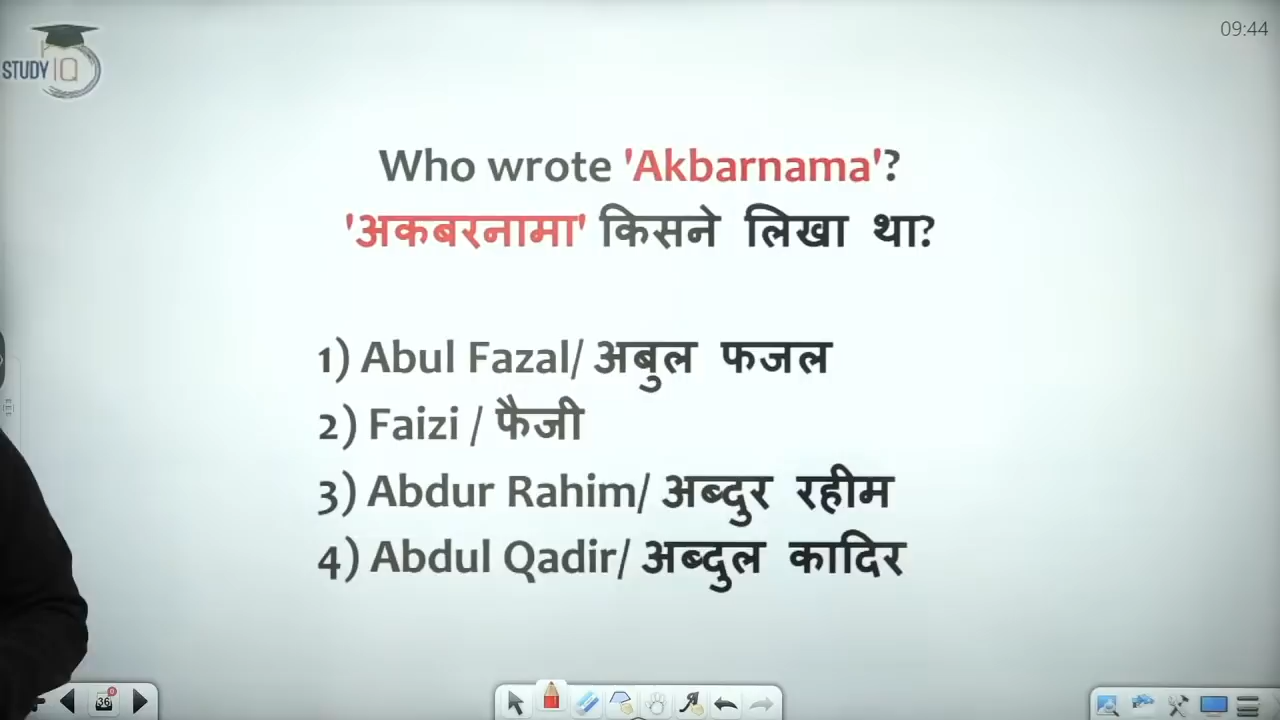 STUDY IQ
09:44
Who wrote 'Akbarnama'?
'अकबरनामा' किसने लिखा था?
1) Abul Fazal/ अबुल फजल
2) Faizi / फैजी
3) Abdur Rahim/ अब्दुर रहीम
4) Abdul Qadir/ अब्दुल कादिर
36